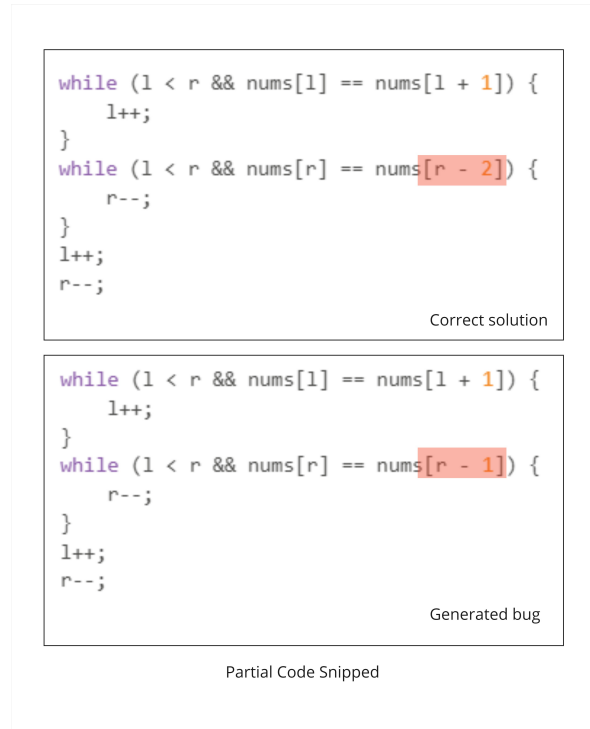 while (l < r && nums[l] == nums[l + 1]) {
l++;
}
while (l < r && nums[r] == nums[r - 2]) {
r--;
}
l++;
r--;
Correct solution
while (l < r && nums[l] == nums[l + 1]) {
l++;
}
while (l < r && nums[r] == nums[r - 1]) {
r--;
}
l++;
r--;
Generated bug
Partial Code Snipped